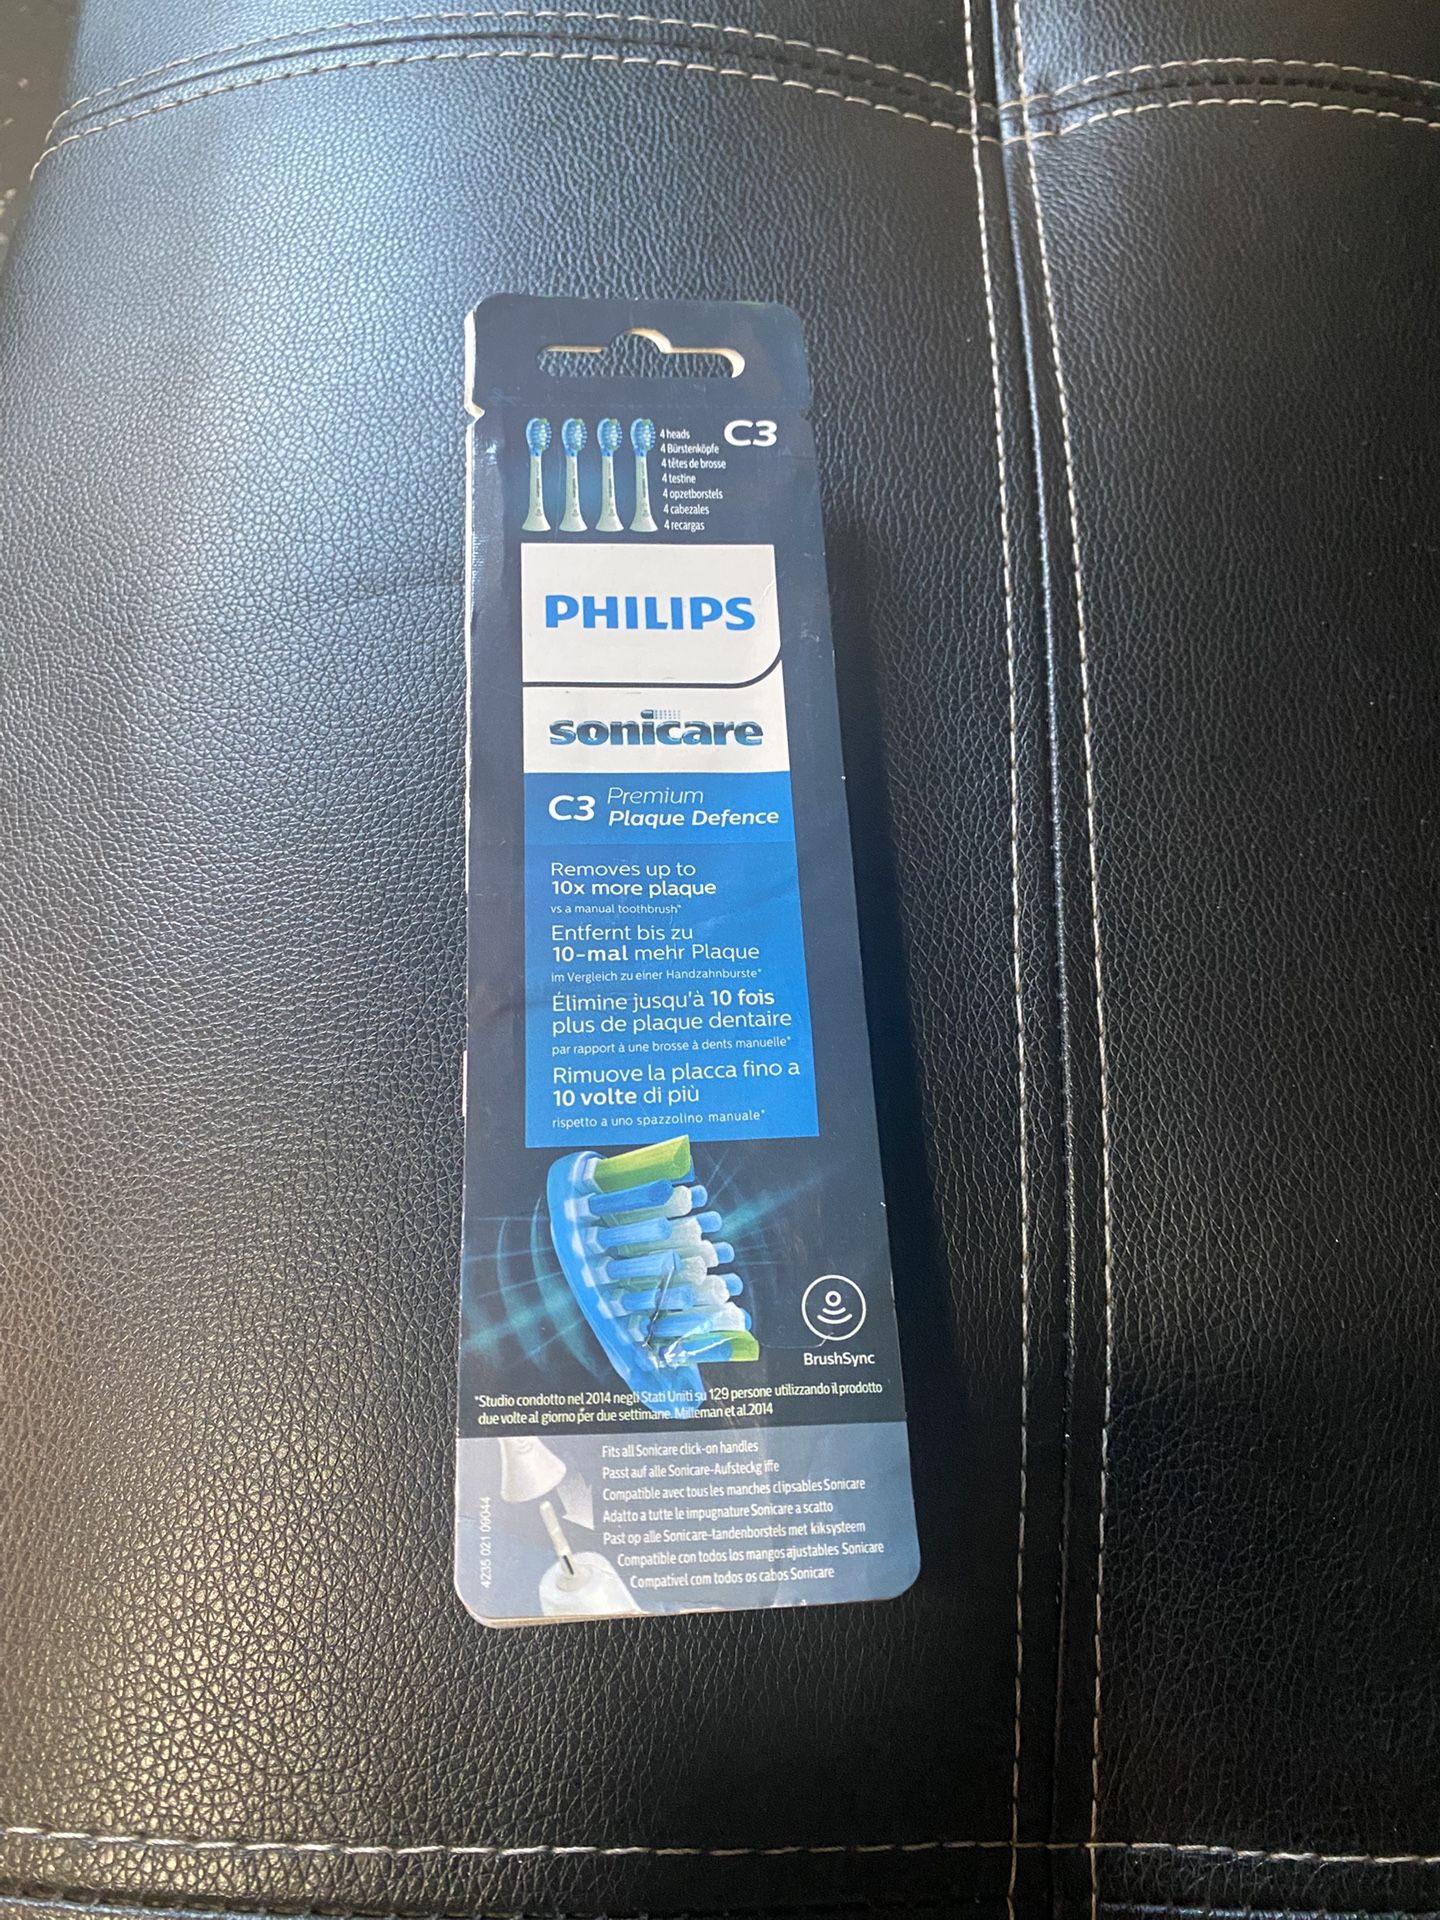 C3
4 heads
4 Bürstenköpfe
4 têtes de brosse
4 testine
4 opzetborstels
4 cabezales
4 recargas
PHILIPS
sonicare
C3 Premium
Plaque Defence
Removes up to
10x more plaque
vs a manual toothbrush*
Entfernt bis zu
10-mal mehr Plaque
im Vergleich zu einer Handzahnburste*
Élimine jusqu'à 10 fois
plus de plaque dentaire
par rapport à une brosse à dents manuelle*
Rimuove la placca fino a
10 volte di più
rispetto a uno spazzolino manuale*
BrushSync
*Studio condotto nel 2014 negli Stati Uniti su 129 persone utilizzando il prodotto
due volte al giorno per due settimane. Milleman et al.2014
Fits all Sonicare click-on handles
Passt auf alle Sonicare-Aufsteckg iffe
Compatible avec tous les manches clipsables Sonicare
Adatto a tutte le impugnature Sonicare a scatto
Past op alle Sonicare-tandenborstels met kiksysteem
Compatible con todos los mangos ajustables Sonicare
Compativel com todos os cabos Sonicare
4235 021 09044